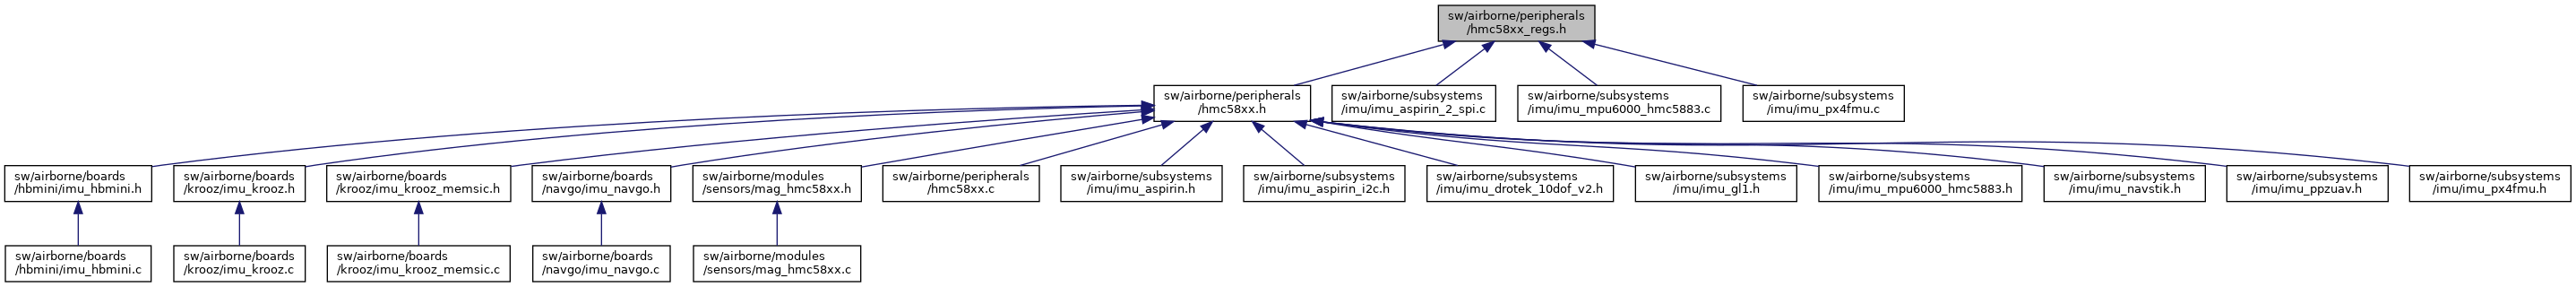 sw/airborne/peripherals
/hmc58xx_regs.h
sw/airborne/peripherals
/hmc58xx.h
sw/airborne/subsystems
/imu/imu_aspirin_2_spi.c
sw/airborne/subsystems
/imu/imu_mpu6000_hmc5883.c
sw/airborne/subsystems
/imu/imu_px4fmu.c
sw/airborne/boards
/hbmini/imu_hbmini.h
sw/airborne/boards
/krooz/imu_krooz.h
sw/airborne/boards
/krooz/imu_krooz_memsic.h
sw/airborne/boards
/navgo/imu_navgo.h
sw/airborne/modules
/sensors/mag_hmc58xx.h
sw/airborne/peripherals
/hmc58xx.c
sw/airborne/subsystems
/imu/imu_aspirin.h
sw/airborne/subsystems
/imu/imu_aspirin_i2c.h
sw/airborne/subsystems
/imu/imu_drotek_10dof_v2.h
sw/airborne/subsystems
/imu/imu_gl1.h
sw/airborne/subsystems
/imu/imu_mpu6000_hmc5883.h
sw/airborne/subsystems
/imu/imu_navstik.h
sw/airborne/subsystems
/imu/imu_ppzuav.h
sw/airborne/subsystems
/imu/imu_px4fmu.h
sw/airborne/boards
/hbmini/imu_hbmini.c
sw/airborne/boards
/krooz/imu_krooz.c
sw/airborne/boards
/krooz/imu_krooz_memsic.c
sw/airborne/boards
/navgo/imu_navgo.c
sw/airborne/modules
/sensors/mag_hmc58xx.c